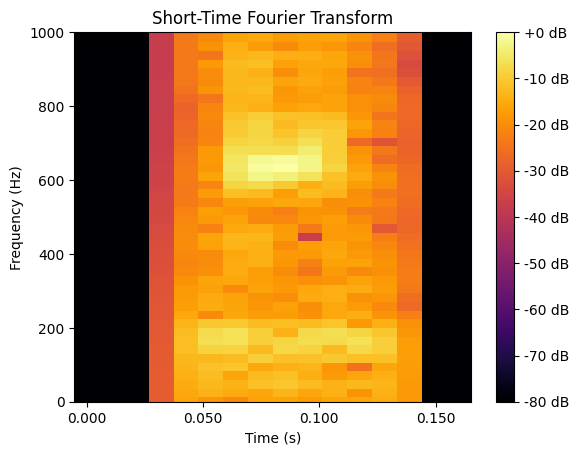 Short-Time Fourier Transform
1000
800
600
400
200
0
Frequency (Hz)
0.000
0.050
0.100
0.150
Time (s)
+0 dB
-10 dB
-20 dB
-30 dB
-40 dB
-50 dB
-60 dB
-70 dB
-80 dB